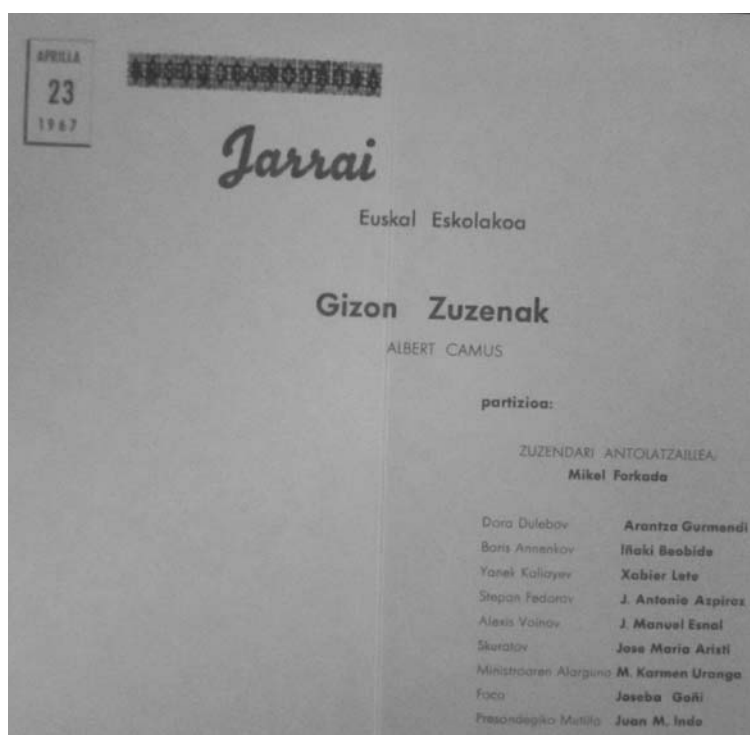 APRILLA
23
1967
Jarrai
Euskal Eskolakoa
Gizon Zuzenak
ALBERT CAMUS
partizioa:
ZUZENDARI ANTOLATZAILLEA:
Mikel Forkada
Dora Dulebov Arantza Gurmendi
Boris Annenkov Iñaki Beobide
Yanek Kaliayev Xabier Lete
Stepan Fedorov J. Antonio Azpiroz
Alexis Voinov J. Manuel Esnal
Skuratov Jose Maria Aristi
Ministroaren Alarguna M. Karmen Uranga
Foca Joseba Goñi
Presondegiko Mutilla Juan M. Indo